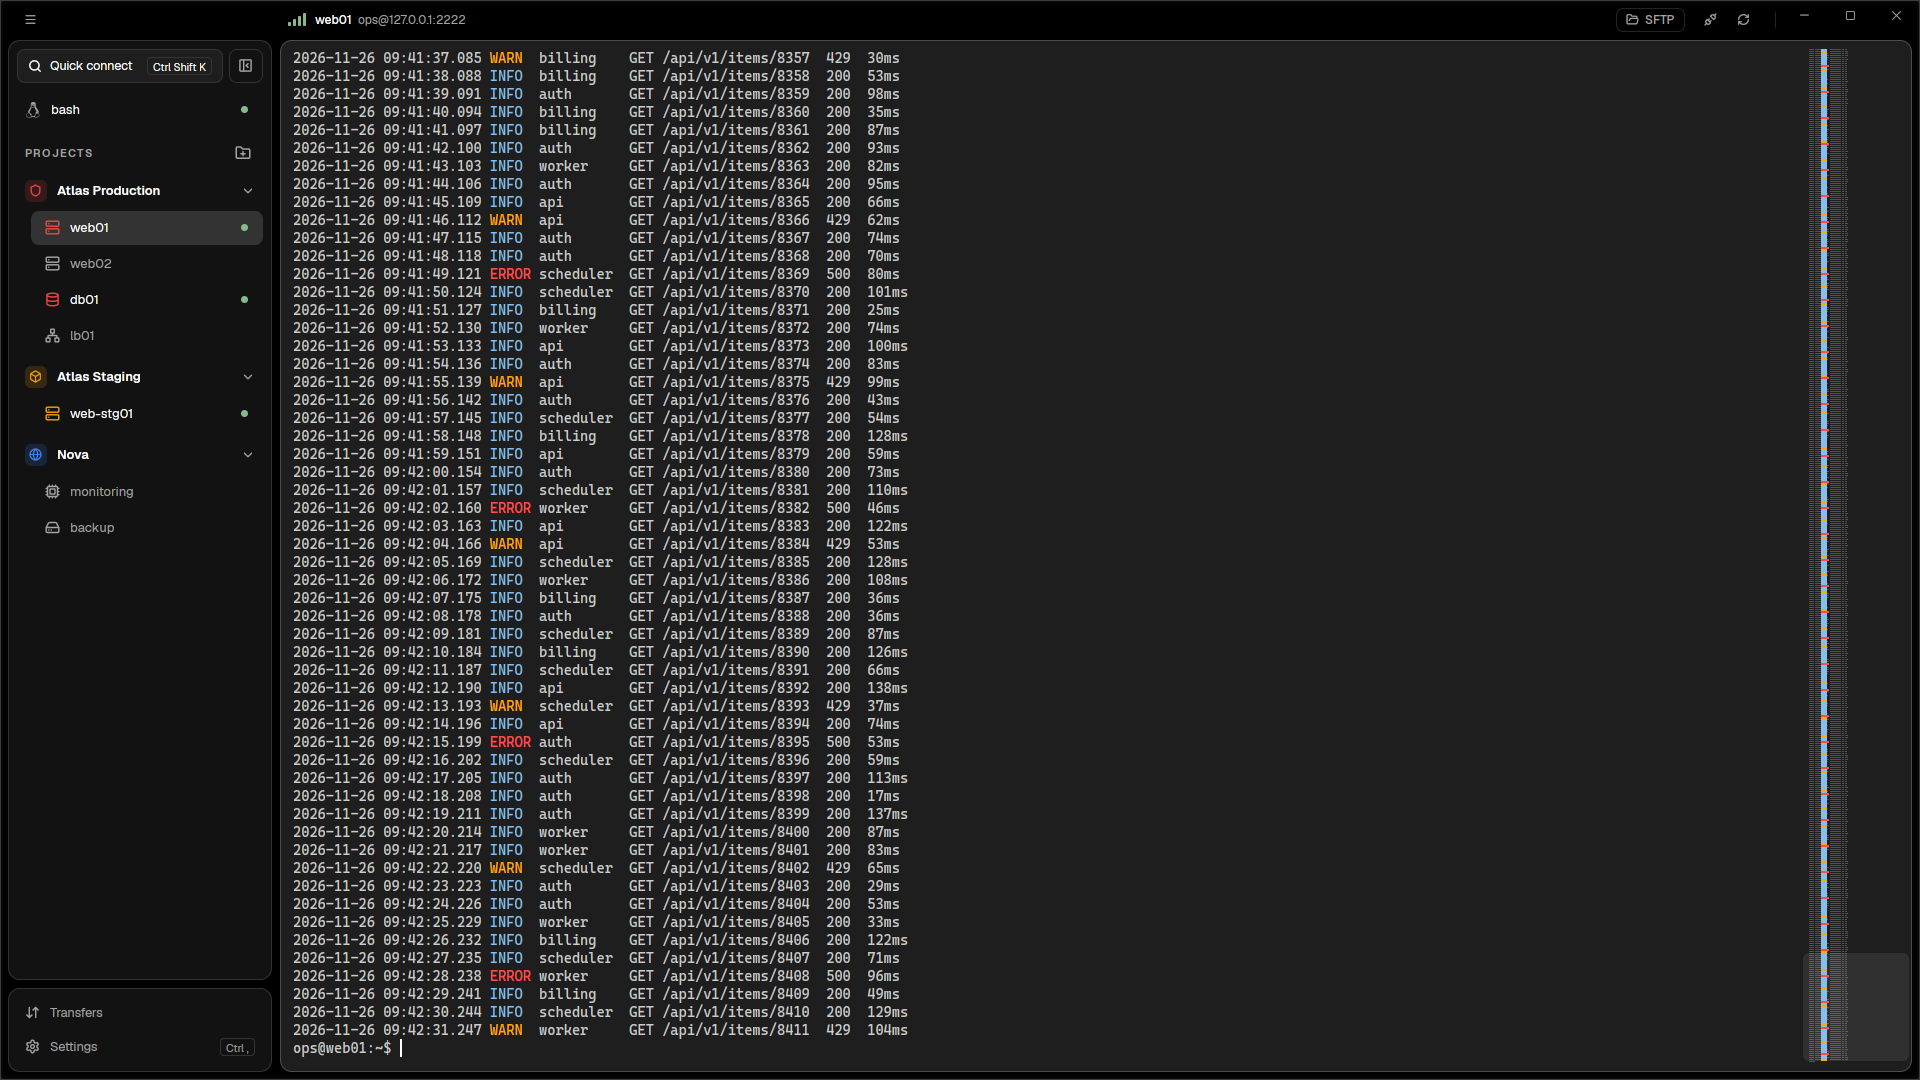 web01 ops@127.0.0.1:2222
SFTP
Quick connect Ctrl Shift K
bash
PROJECTS
Atlas Production
web01
web02
db01
lb01
Atlas Staging
web-stg01
Nova
monitoring
backup
Transfers
Settings Ctrl ,
2026-11-26 09:41:37.085 WARN billing GET /api/v1/items/8357 429 30ms
2026-11-26 09:41:38.088 INFO billing GET /api/v1/items/8358 200 53ms
2026-11-26 09:41:39.091 INFO auth GET /api/v1/items/8359 200 98ms
2026-11-26 09:41:40.094 INFO billing GET /api/v1/items/8360 200 35ms
2026-11-26 09:41:41.097 INFO billing GET /api/v1/items/8361 200 87ms
2026-11-26 09:41:42.100 INFO auth GET /api/v1/items/8362 200 93ms
2026-11-26 09:41:43.103 INFO worker GET /api/v1/items/8363 200 82ms
2026-11-26 09:41:44.106 INFO auth GET /api/v1/items/8364 200 95ms
2026-11-26 09:41:45.109 INFO api GET /api/v1/items/8365 200 66ms
2026-11-26 09:41:46.112 WARN api GET /api/v1/items/8366 429 62ms
2026-11-26 09:41:47.115 INFO auth GET /api/v1/items/8367 200 74ms
2026-11-26 09:41:48.118 INFO auth GET /api/v1/items/8368 200 70ms
2026-11-26 09:41:49.121 ERROR scheduler GET /api/v1/items/8369 500 80ms
2026-11-26 09:41:50.124 INFO scheduler GET /api/v1/items/8370 200 101ms
2026-11-26 09:41:51.127 INFO billing GET /api/v1/items/8371 200 25ms
2026-11-26 09:41:52.130 INFO worker GET /api/v1/items/8372 200 74ms
2026-11-26 09:41:53.133 INFO api GET /api/v1/items/8373 200 100ms
2026-11-26 09:41:54.136 INFO auth GET /api/v1/items/8374 200 83ms
2026-11-26 09:41:55.139 WARN api GET /api/v1/items/8375 429 99ms
2026-11-26 09:41:56.142 INFO auth GET /api/v1/items/8376 200 43ms
2026-11-26 09:41:57.145 INFO scheduler GET /api/v1/items/8377 200 54ms
2026-11-26 09:41:58.148 INFO billing GET /api/v1/items/8378 200 128ms
2026-11-26 09:41:59.151 INFO api GET /api/v1/items/8379 200 59ms
2026-11-26 09:42:00.154 INFO auth GET /api/v1/items/8380 200 73ms
2026-11-26 09:42:01.157 INFO scheduler GET /api/v1/items/8381 200 110ms
2026-11-26 09:42:02.160 ERROR worker GET /api/v1/items/8382 500 46ms
2026-11-26 09:42:03.163 INFO api GET /api/v1/items/8383 200 122ms
2026-11-26 09:42:04.166 WARN api GET /api/v1/items/8384 429 53ms
2026-11-26 09:42:05.169 INFO scheduler GET /api/v1/items/8385 200 128ms
2026-11-26 09:42:06.172 INFO worker GET /api/v1/items/8386 200 108ms
2026-11-26 09:42:07.175 INFO billing GET /api/v1/items/8387 200 36ms
2026-11-26 09:42:08.178 INFO auth GET /api/v1/items/8388 200 36ms
2026-11-26 09:42:09.181 INFO scheduler GET /api/v1/items/8389 200 87ms
2026-11-26 09:42:10.184 INFO billing GET /api/v1/items/8390 200 126ms
2026-11-26 09:42:11.187 INFO scheduler GET /api/v1/items/8391 200 66ms
2026-11-26 09:42:12.190 INFO api GET /api/v1/items/8392 200 138ms
2026-11-26 09:42:13.193 WARN scheduler GET /api/v1/items/8393 429 37ms
2026-11-26 09:42:14.196 INFO api GET /api/v1/items/8394 200 74ms
2026-11-26 09:42:15.199 ERROR auth GET /api/v1/items/8395 500 53ms
2026-11-26 09:42:16.202 INFO scheduler GET /api/v1/items/8396 200 59ms
2026-11-26 09:42:17.205 INFO auth GET /api/v1/items/8397 200 113ms
2026-11-26 09:42:18.208 INFO auth GET /api/v1/items/8398 200 17ms
2026-11-26 09:42:19.211 INFO auth GET /api/v1/items/8399 200 137ms
2026-11-26 09:42:20.214 INFO worker GET /api/v1/items/8400 200 87ms
2026-11-26 09:42:21.217 INFO worker GET /api/v1/items/8401 200 83ms
2026-11-26 09:42:22.220 WARN scheduler GET /api/v1/items/8402 429 65ms
2026-11-26 09:42:23.223 INFO auth GET /api/v1/items/8403 200 29ms
2026-11-26 09:42:24.226 INFO auth GET /api/v1/items/8404 200 53ms
2026-11-26 09:42:25.229 INFO worker GET /api/v1/items/8405 200 33ms
2026-11-26 09:42:26.232 INFO billing GET /api/v1/items/8406 200 122ms
2026-11-26 09:42:27.235 INFO scheduler GET /api/v1/items/8407 200 71ms
2026-11-26 09:42:28.238 ERROR worker GET /api/v1/items/8408 500 96ms
2026-11-26 09:42:29.241 INFO billing GET /api/v1/items/8409 200 49ms
2026-11-26 09:42:30.244 INFO scheduler GET /api/v1/items/8410 200 129ms
2026-11-26 09:42:31.247 WARN worker GET /api/v1/items/8411 429 104ms
ops@web01:~$